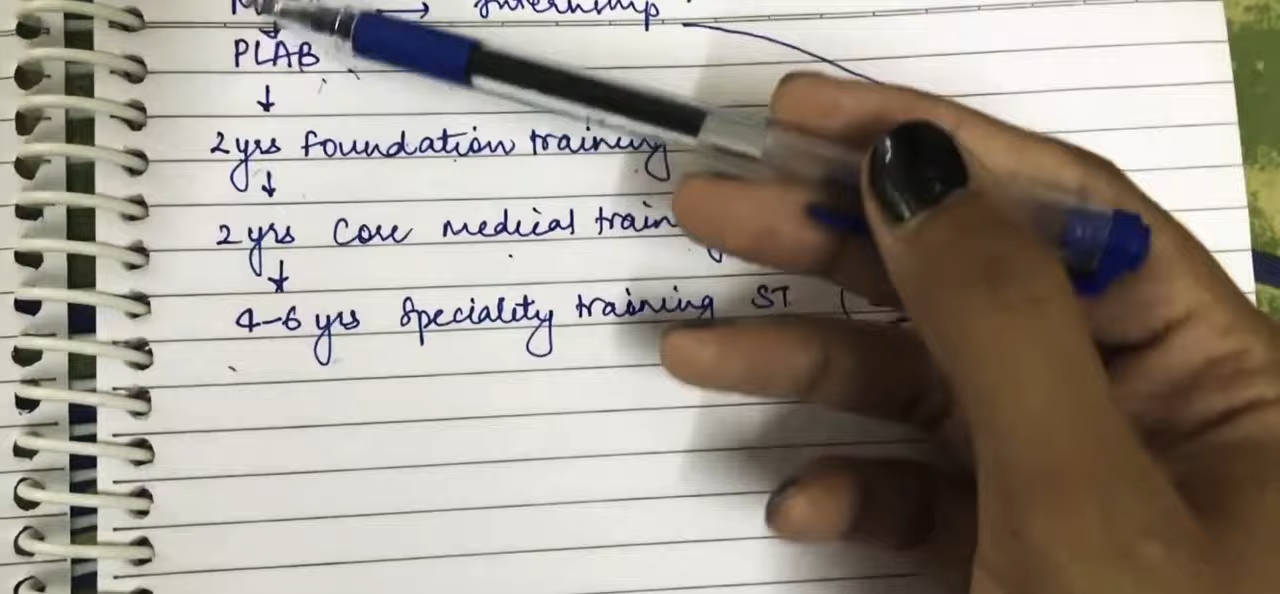 → Internship
PLAB
↓
2 yrs foundation training
↓
2 yrs Core medical train
↓
4-6 yrs Speciality training ST (